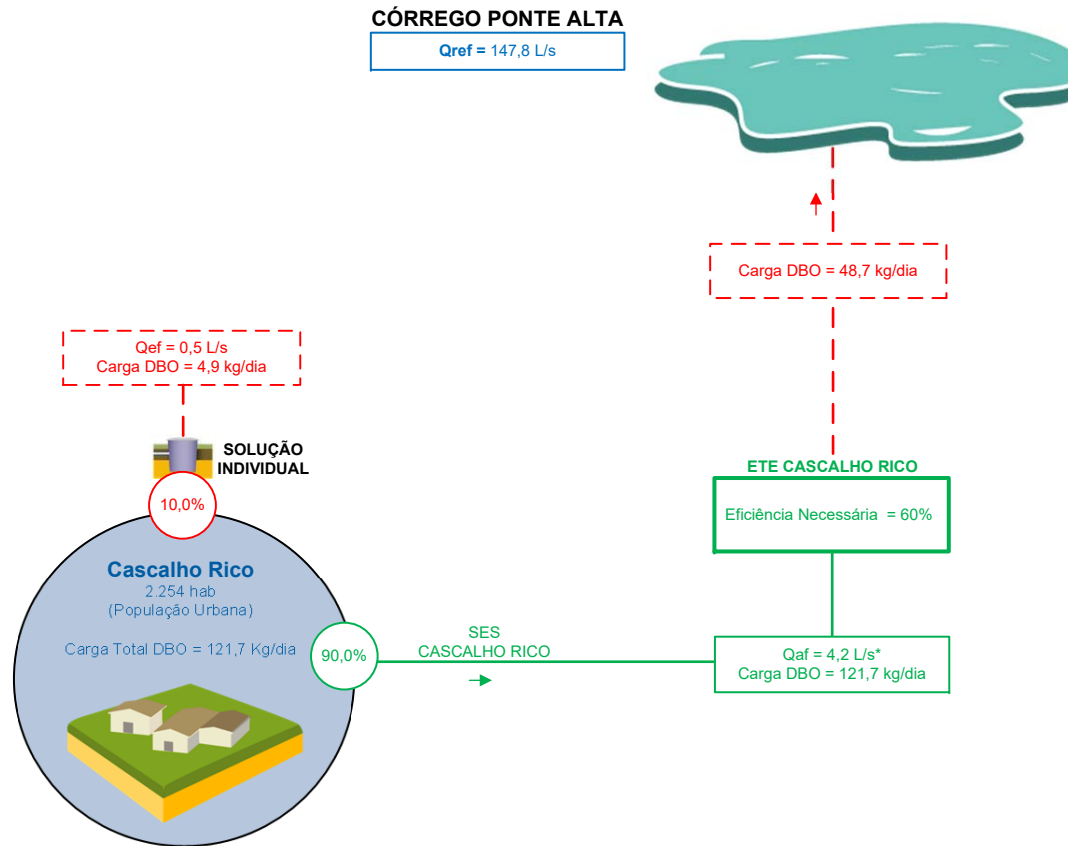 CÓRREGO PONTE ALTA
Qref = 147,8 L/s
Carga DBO = 48,7 kg/dia
Qef = 0,5 L/s
Carga DBO = 4,9 kg/dia
SOLUÇÃO
INDIVIDUAL
10,0%
ETE CASCALHO RICO
Eficiência Necessária = 60%
Cascalho Rico
2.254 hab
(População Urbana)
Carga Total DBO = 121,7 Kg/dia
90,0%
SES
CASCALHO RICO
Qaf = 4,2 L/s*
Carga DBO = 121,7 kg/dia